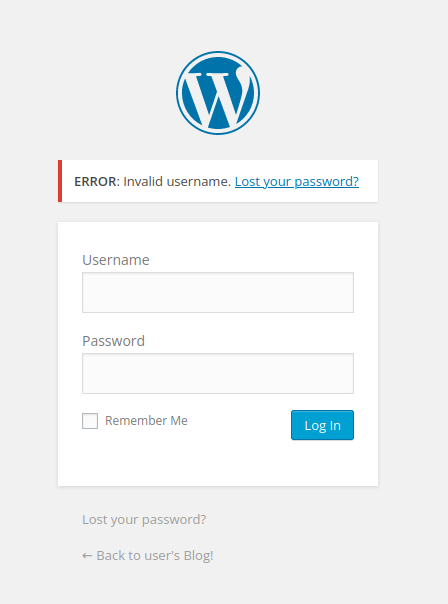 ERROR: Invalid username. Lost your password?
Username
Password
Remember Me
Log In
Lost your password?
← Back to user's Blog!